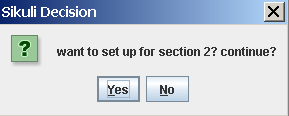 Sikuli Decision
?
want to set up for section 2? continue?
Yes No